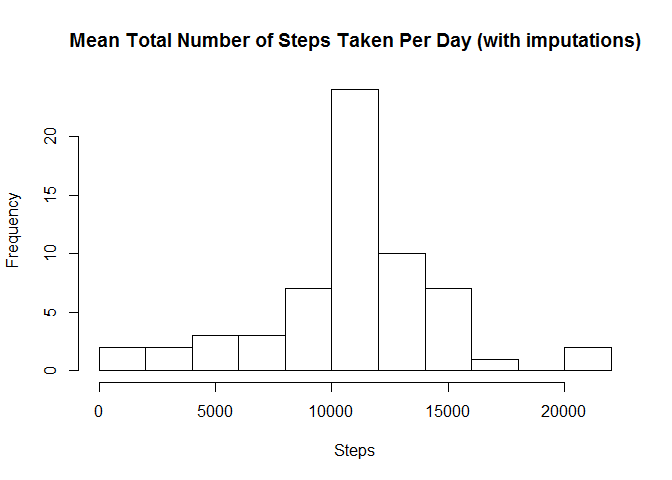 Mean Total Number of Steps Taken Per Day (with imputations)
20
15
10
5
0
Frequency
0 5000 10000 15000 20000
Steps